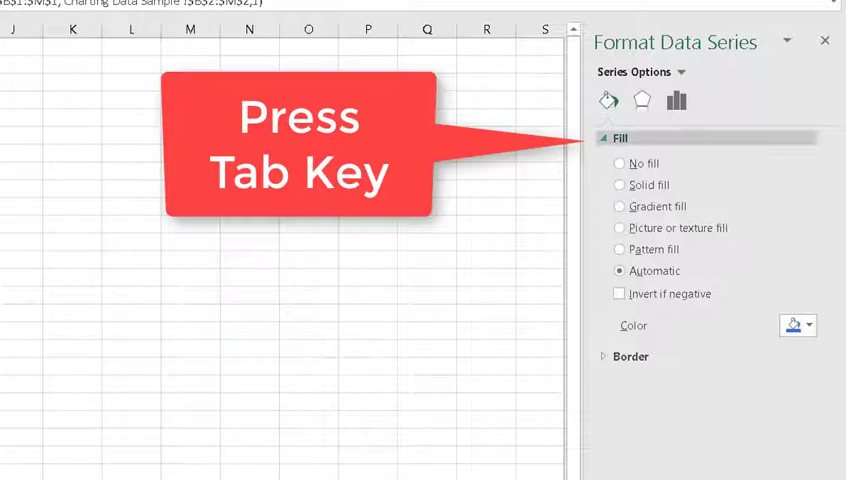 $B$1:$M$1,'Charting Data Sample'!$B$2:$M$2,1)
J K L M N O P Q R S
Press
Tab Key
Format Data Series
Series Options
Fill
No fill
Solid fill
Gradient fill
Picture or texture fill
Pattern fill
Automatic
Invert if negative
Color
Border